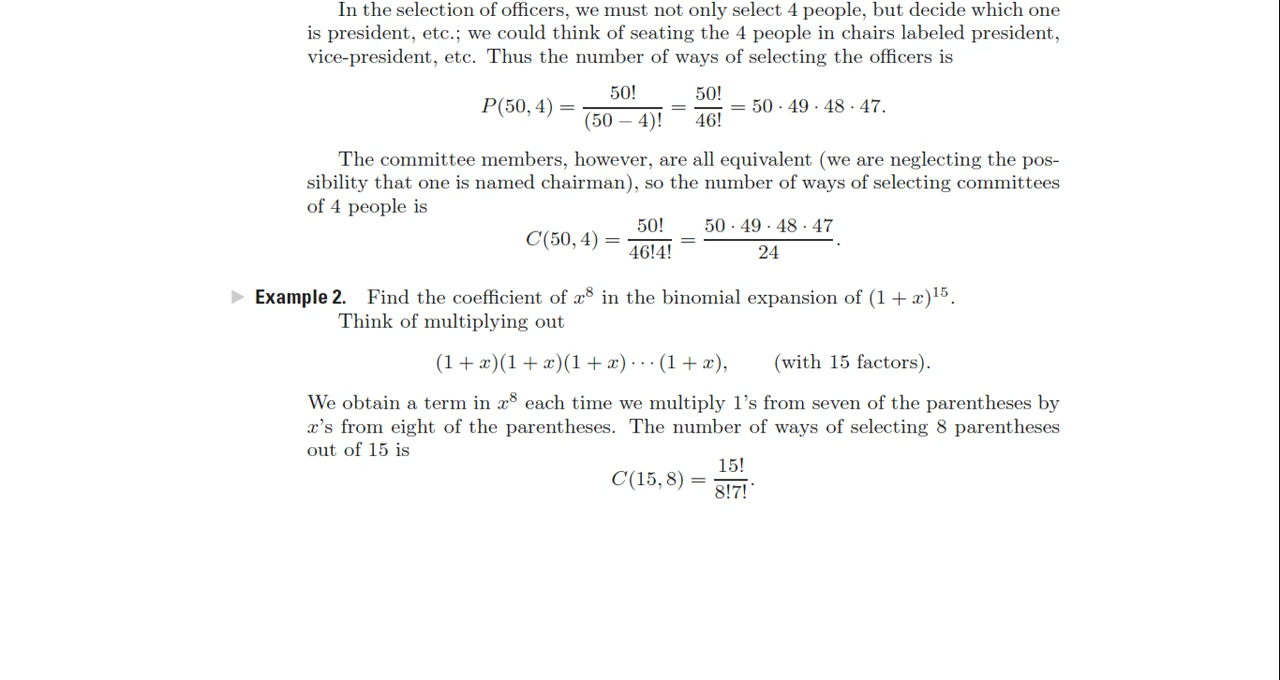 In the selection of officers, we must not only select 4 people, but decide which one
is president, etc.; we could think of seating the 4 people in chairs labeled president,
vice-president, etc. Thus the number of ways of selecting the officers is
P(50, 4) = 50!/(50 − 4)! = 50!/46! = 50 · 49 · 48 · 47.
The committee members, however, are all equivalent (we are neglecting the pos-
sibility that one is named chairman), so the number of ways of selecting committees
of 4 people is
C(50, 4) = 50!/46!4! = 50 · 49 · 48 · 47/24.
▶ Example 2. Find the coefficient of x⁸ in the binomial expansion of (1 + x)¹⁵.
Think of multiplying out
(1 + x)(1 + x)(1 + x) · · · (1 + x), (with 15 factors).
We obtain a term in x⁸ each time we multiply 1's from seven of the parentheses by
x's from eight of the parentheses. The number of ways of selecting 8 parentheses
out of 15 is
C(15, 8) = 15!/8!7!.